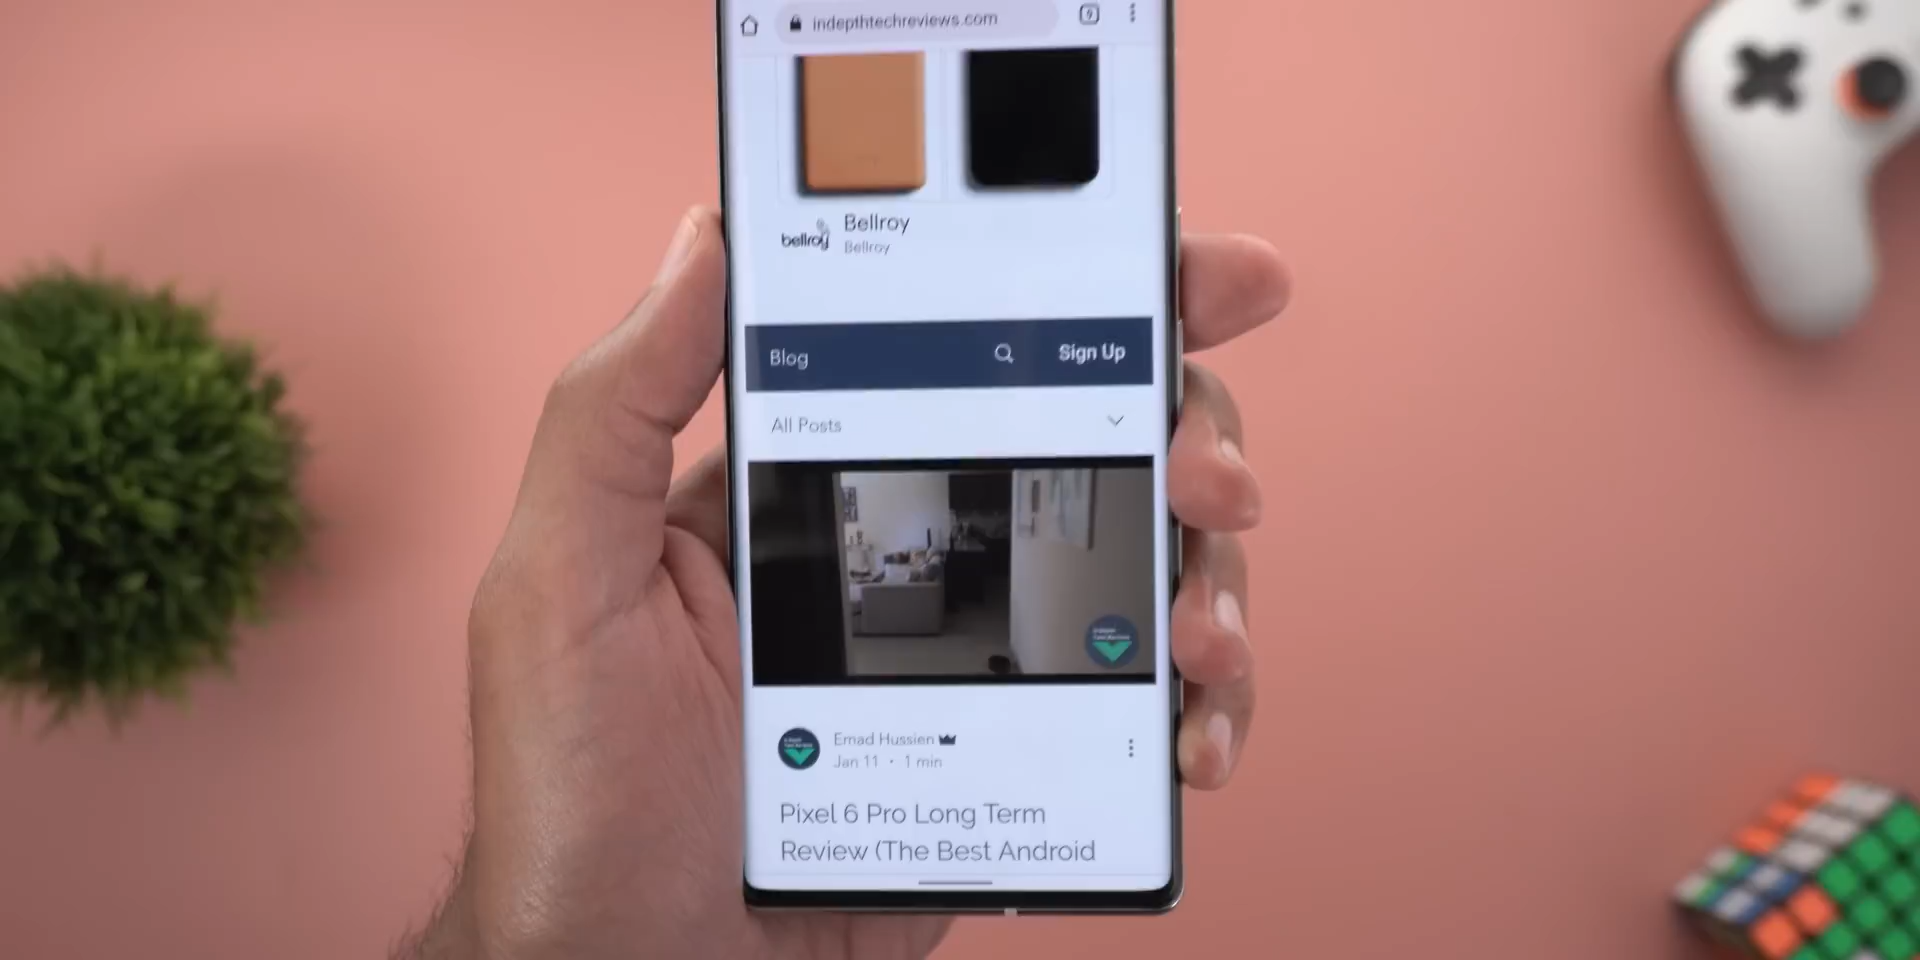 indepthtechreviews.com
9
bellroy
Bellroy
Bellroy
Blog
Sign Up
All Posts
Emad Hussien
Jan 11 • 1 min
Pixel 6 Pro Long Term
Review (The Best Android